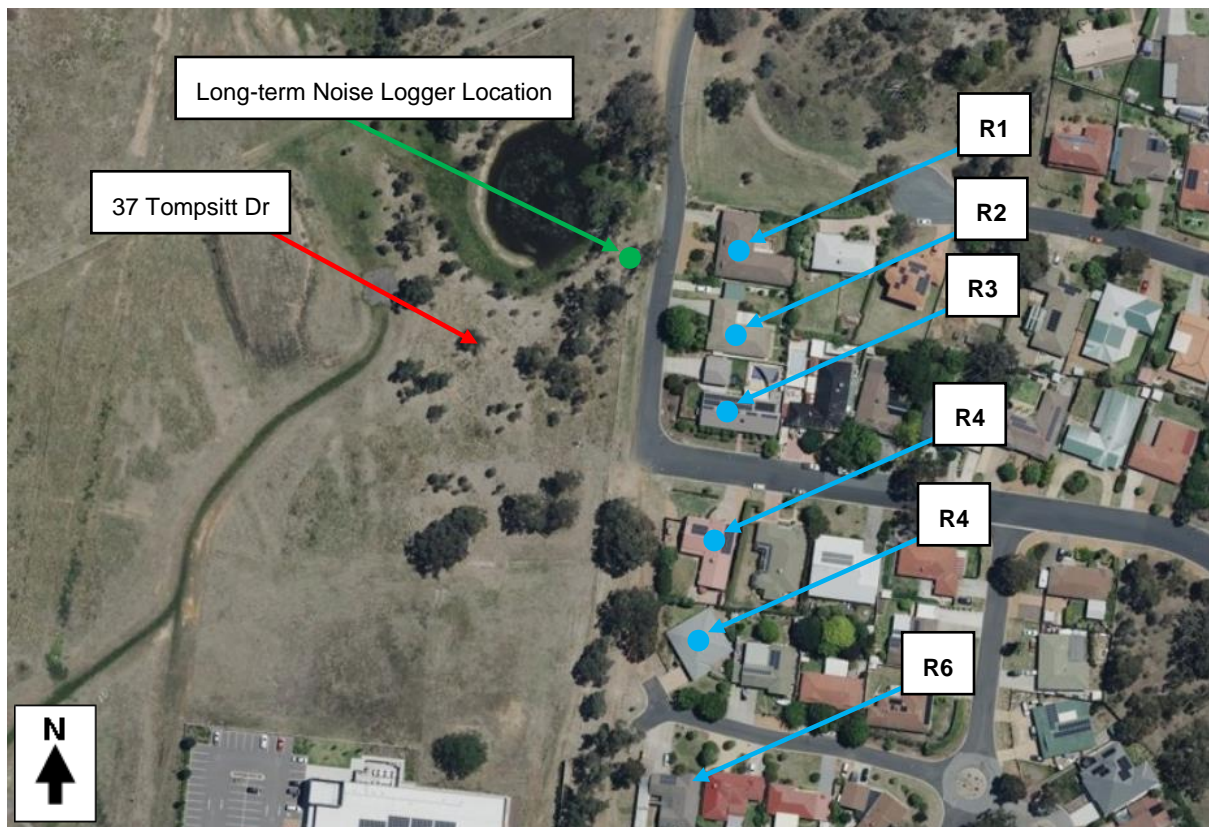 Long-term Noise Logger Location
37 Tompsitt Dr
R1
R2
R3
R4
R4
R6
N